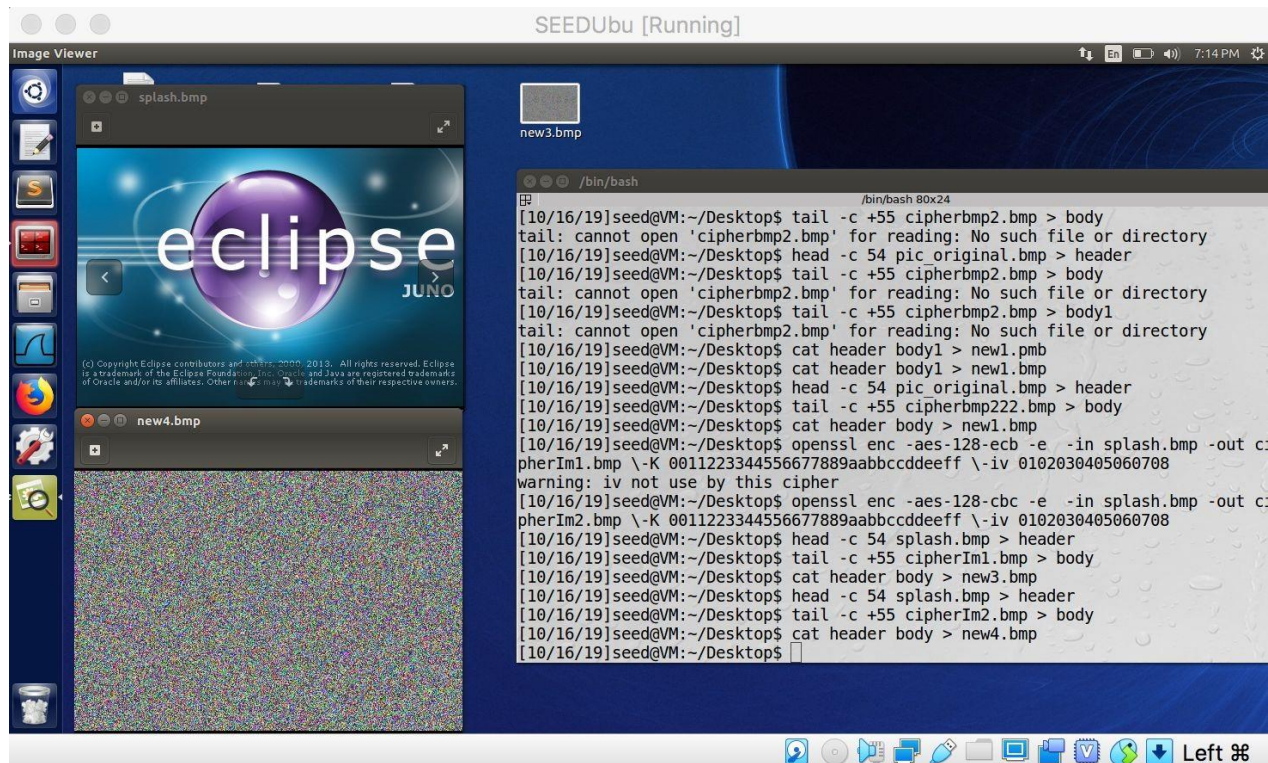 SEEDUbu [Running]
Image Viewer
En
7:14 PM
splash.bmp
eclipse
JUNO
(c) Copyright Eclipse contributors and others, 2000, 2013. All rights reserved. Eclipse
is a trademark of the Eclipse Foundation, Inc. Oracle and Java are registered trademarks
of Oracle and/or its affiliates. Other names may be trademarks of their respective owners.
new4.bmp
new3.bmp
/bin/bash
/bin/bash 80x24
[10/16/19]seed@VM:~/Desktop$ tail -c +55 cipherbmp2.bmp > body
tail: cannot open 'cipherbmp2.bmp' for reading: No such file or directory
[10/16/19]seed@VM:~/Desktop$ head -c 54 pic_original.bmp > header
[10/16/19]seed@VM:~/Desktop$ tail -c +55 cipherbmp2.bmp > body
tail: cannot open 'cipherbmp2.bmp' for reading: No such file or directory
[10/16/19]seed@VM:~/Desktop$ tail -c +55 cipherbmp2.bmp > body1
tail: cannot open 'cipherbmp2.bmp' for reading: No such file or directory
[10/16/19]seed@VM:~/Desktop$ cat header body1 > new1.pmb
[10/16/19]seed@VM:~/Desktop$ cat header body1 > new1.bmp
[10/16/19]seed@VM:~/Desktop$ head -c 54 pic_original.bmp > header
[10/16/19]seed@VM:~/Desktop$ tail -c +55 cipherbmp222.bmp > body
[10/16/19]seed@VM:~/Desktop$ cat header body > new1.bmp
[10/16/19]seed@VM:~/Desktop$ openssl enc -aes-128-ecb -e  -in splash.bmp -out ci
pherIm1.bmp \-K 0011223344556677889aabbccddeeff \-iv 0102030405060708
warning: iv not use by this cipher
[10/16/19]seed@VM:~/Desktop$ openssl enc -aes-128-cbc -e  -in splash.bmp -out ci
pherIm2.bmp \-K 0011223344556677889aabbccddeeff \-iv 0102030405060708
[10/16/19]seed@VM:~/Desktop$ head -c 54 splash.bmp > header
[10/16/19]seed@VM:~/Desktop$ tail -c +55 cipherIm1.bmp > body
[10/16/19]seed@VM:~/Desktop$ cat header body > new3.bmp
[10/16/19]seed@VM:~/Desktop$ head -c 54 splash.bmp > header
[10/16/19]seed@VM:~/Desktop$ tail -c +55 cipherIm2.bmp > body
[10/16/19]seed@VM:~/Desktop$ cat header body > new4.bmp
[10/16/19]seed@VM:~/Desktop$
Left ⌘